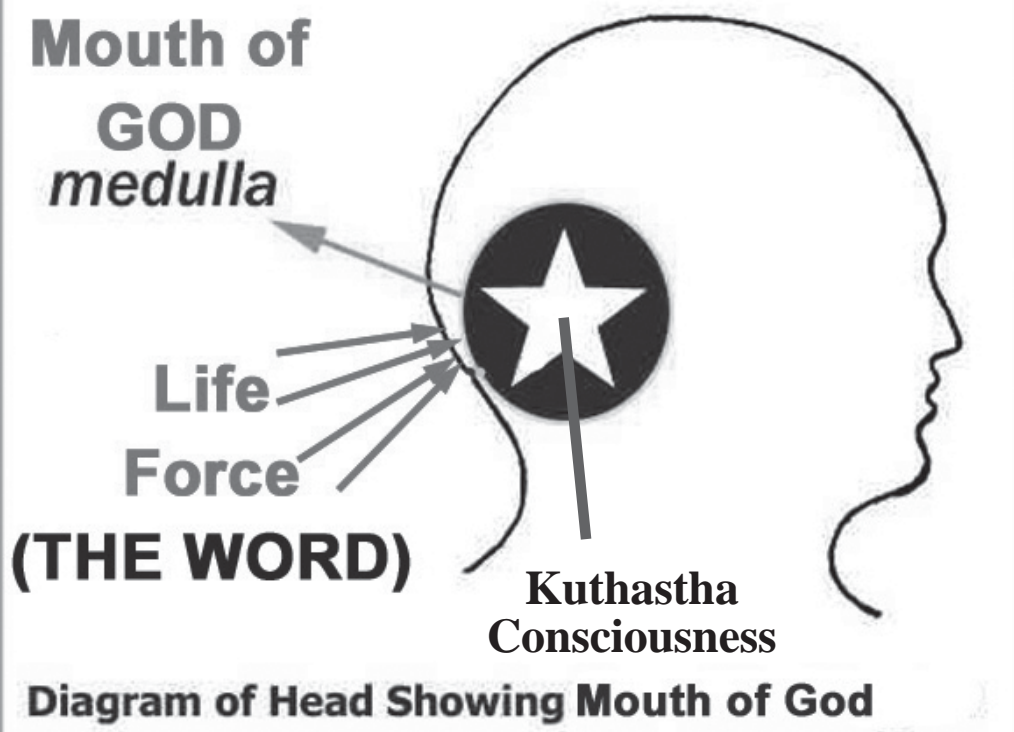 Mouth of
GOD
medulla
Life
Force
(THE WORD)
Kuthastha
Consciousness
Diagram of Head Showing Mouth of God